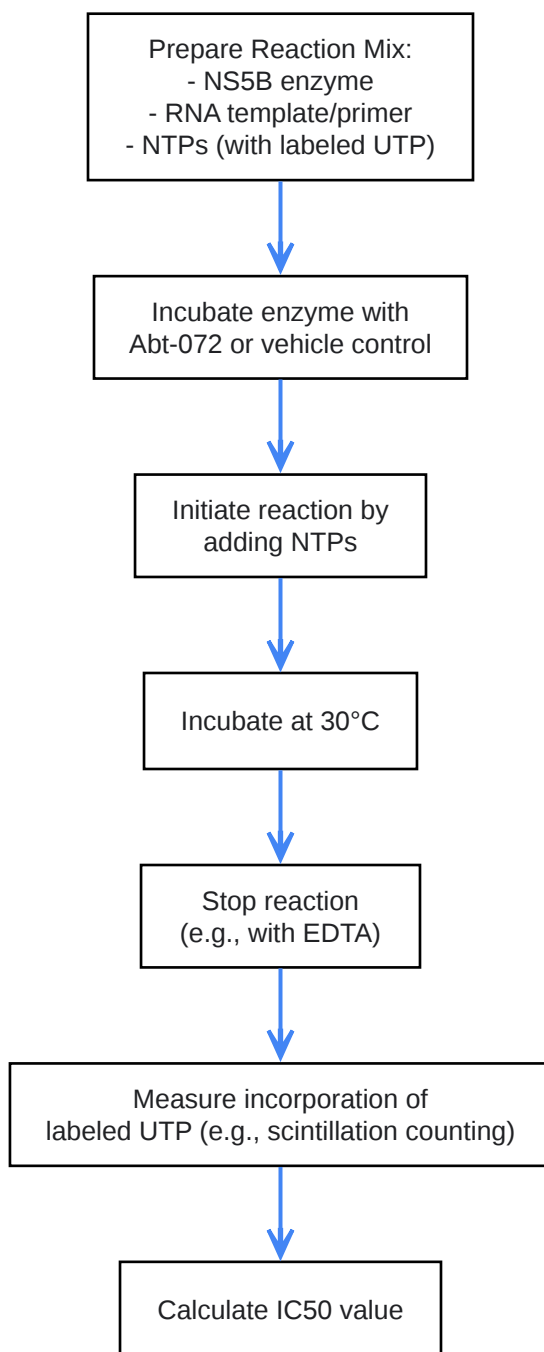 Prepare Reaction Mix:
- NS5B enzyme
- RNA template/primer
- NTPs (with labeled UTP)
Incubate enzyme with
Abt-072 or vehicle control
Initiate reaction by
adding NTPs
Incubate at 30°C
Stop reaction
(e.g., with EDTA)
Measure incorporation of
labeled UTP (e.g., scintillation counting)
Calculate IC50 value